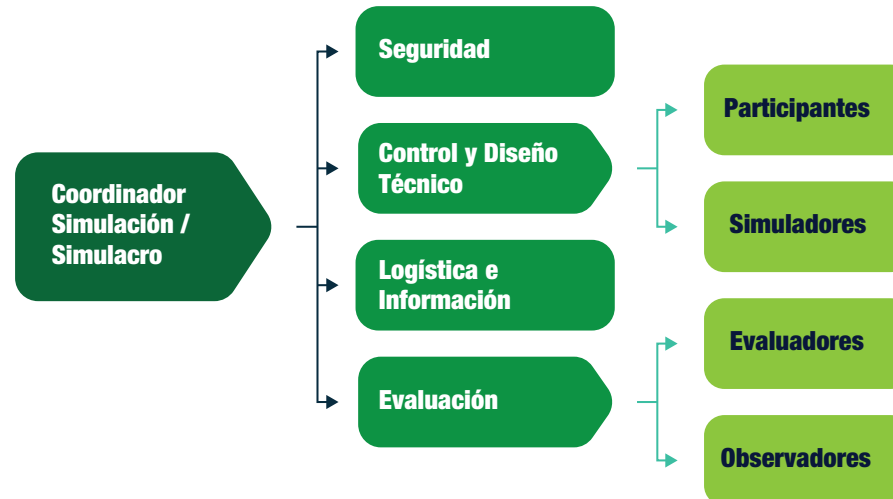 Coordinador
Simulación /
Simulacro
Seguridad
Control y Diseño
Técnico
Logística e
Información
Evaluación
Participantes
Simuladores
Evaluadores
Observadores